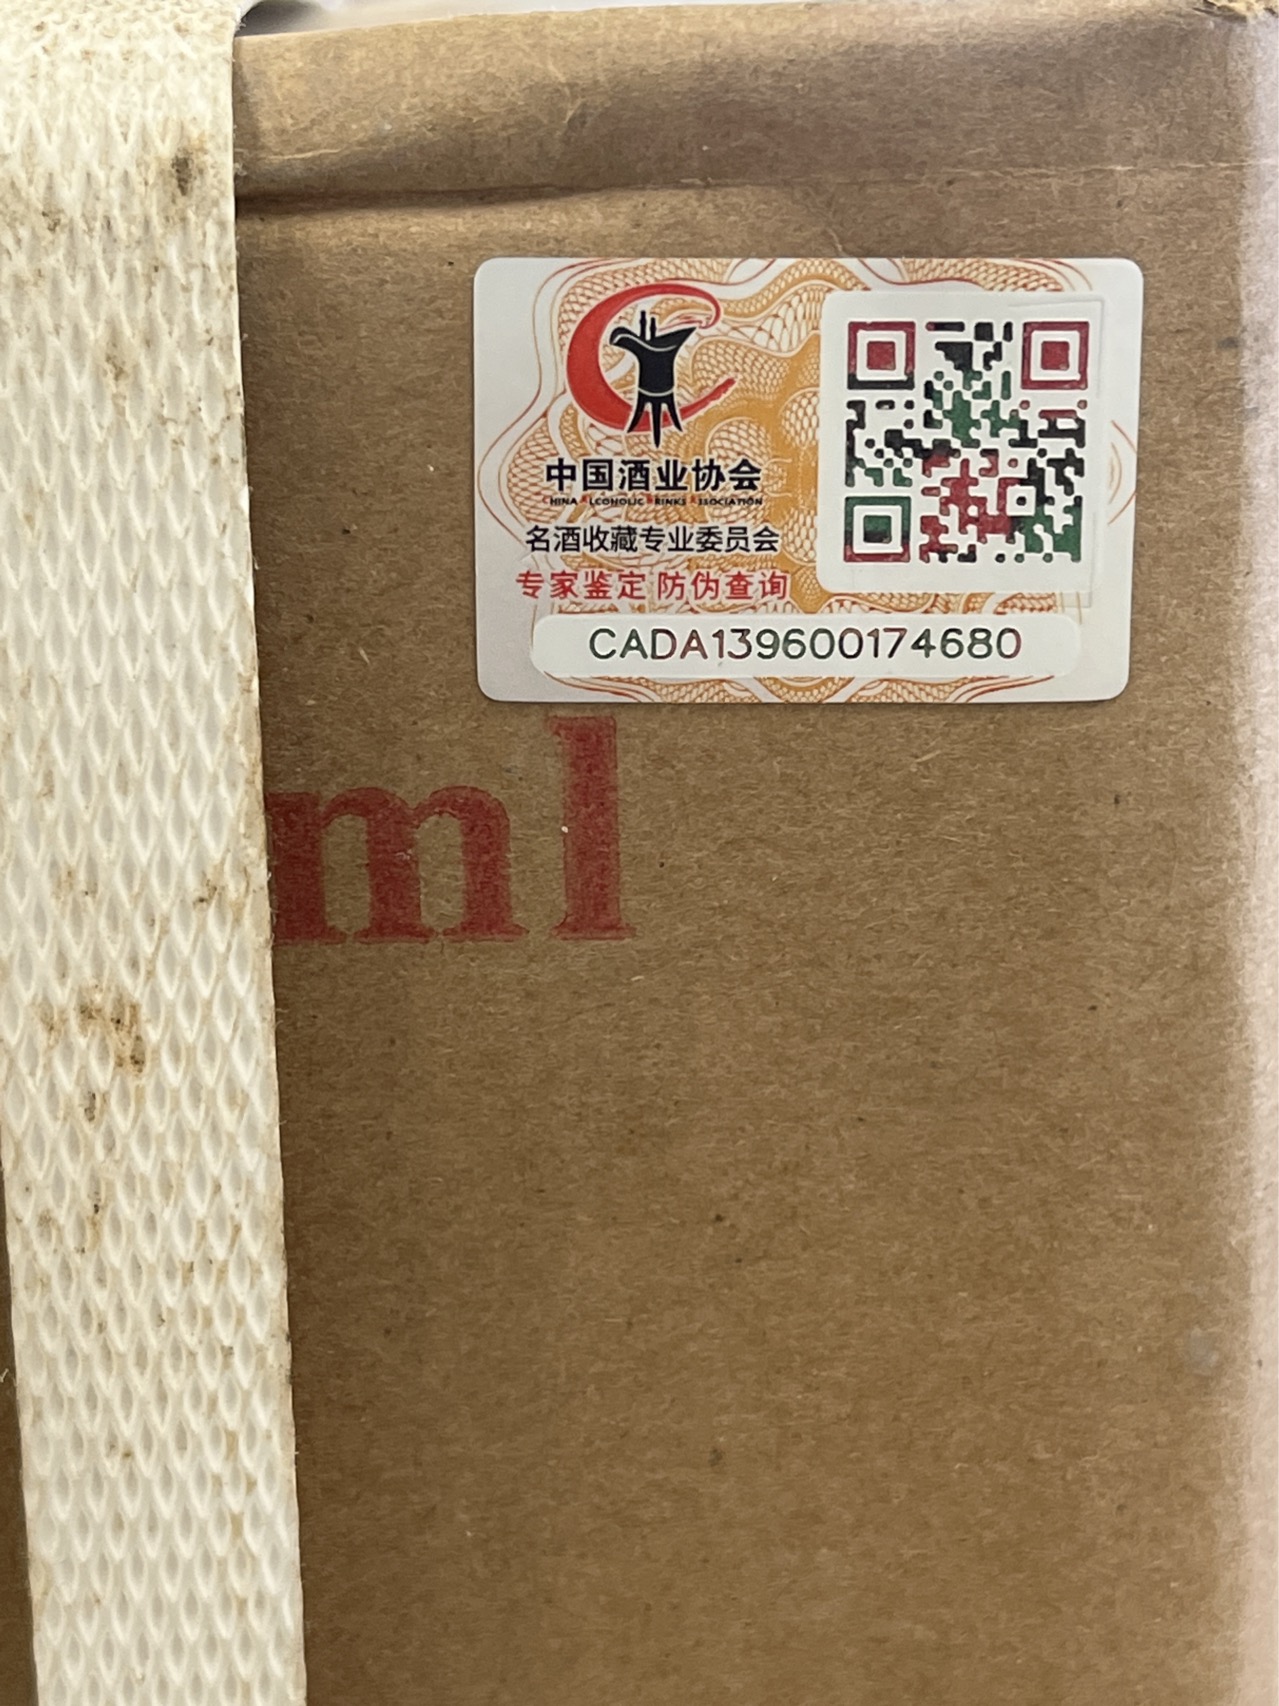 中国酒业协会
CHINA ALCOHOLIC DRINKS ASSOCIATION
名酒收藏专业委员会
专家鉴定 防伪查询
CADA139600174680
ml